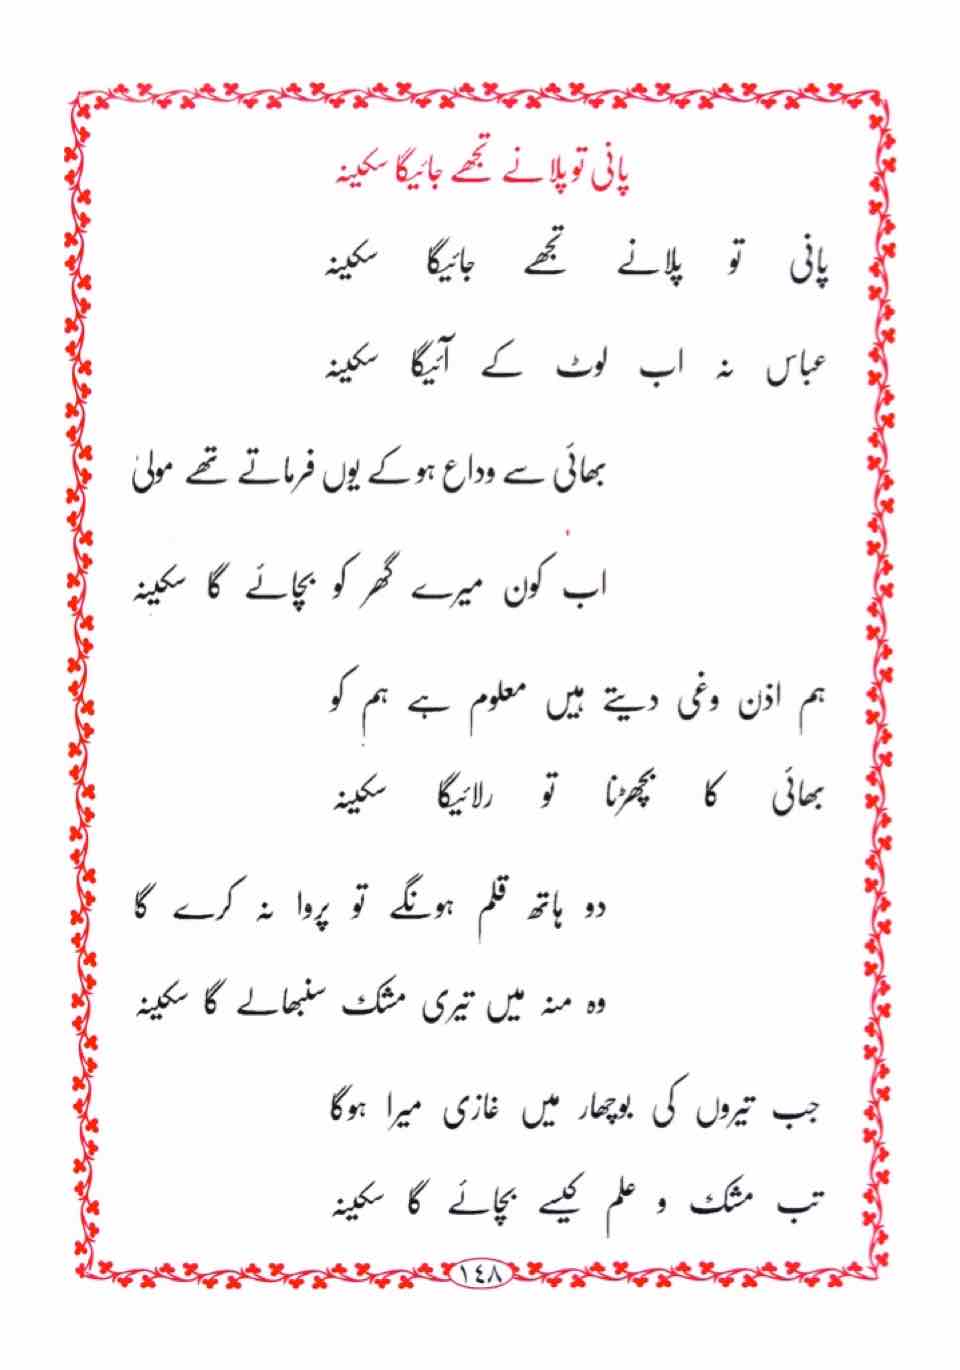 پانی تو پلانے تجھے جائیگا سکینہ
پانی تو پلانے تجھے جائیگا سکینہ
عباس نہ اب لوٹ کے آئیگا سکینہ
بھائی سے وداع ہوکے یوں فرماتے تھے مولیٰ
اب کون میرے گھر کو بچائے گا سکینہ
ہم اذن وغی دیتے ہیں معلوم ہے ہم کو
بھائی کا بچھڑنا تو رلائیگا سکینہ
دو ہاتھ قلم ہونگے تو پروا نہ کرے گا
وہ منہ میں تیری مشک سنبھالے گا سکینہ
جب تیروں کی بوچھار میں غازی میرا ہوگا
تب مشک و علم کیسے بچائے گا سکینہ
١٤٨